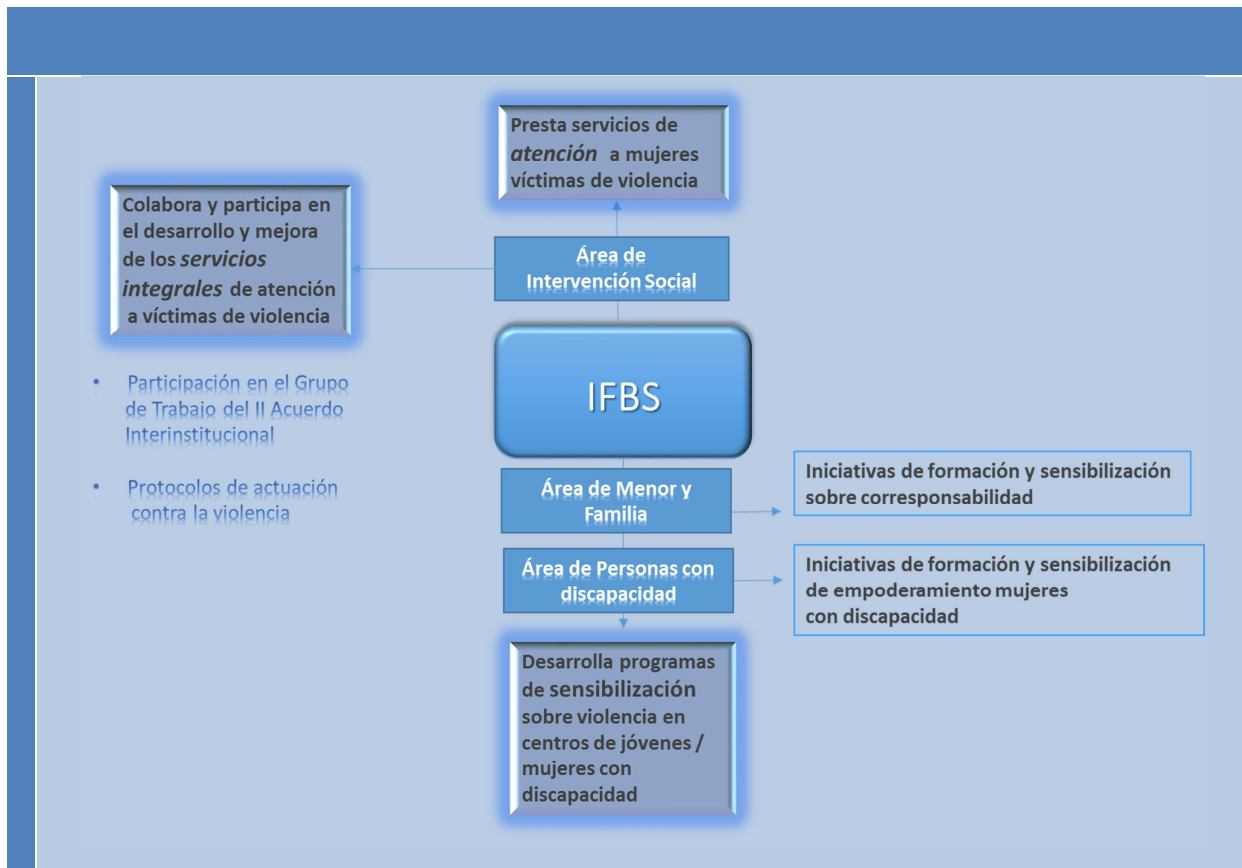 Presta servicios de
atención a mujeres
víctimas de violencia
Colabora y participa en
el desarrollo y mejora
de los servicios
integrales de atención
a víctimas de violencia
Área de
Intervención Social
• Participación en el Grupo
de Trabajo del II Acuerdo
Interinstitucional
• Protocolos de actuación
contra la violencia
IFBS
Área de Menor y
Familia
Iniciativas de formación y sensibilización
sobre corresponsabilidad
Área de Personas con
discapacidad
Iniciativas de formación y sensibilización
de empoderamiento mujeres
con discapacidad
Desarrolla programas
de sensibilización
sobre violencia en
centros de jóvenes /
mujeres con
discapacidad